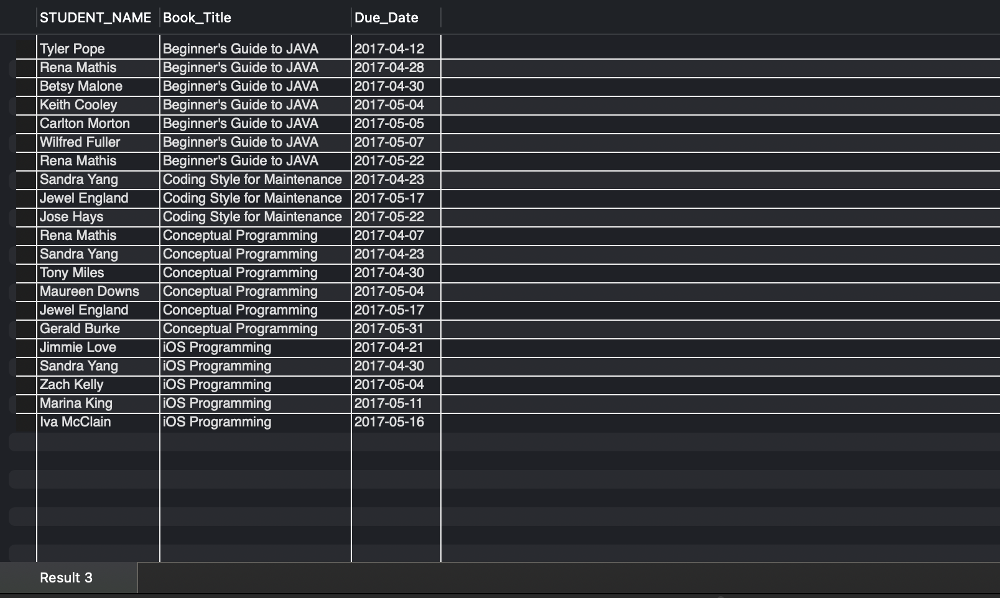 STUDENT_NAME Book_Title Due_Date
Tyler Pope Beginner's Guide to JAVA 2017-04-12
Rena Mathis Beginner's Guide to JAVA 2017-04-28
Betsy Malone Beginner's Guide to JAVA 2017-04-30
Keith Cooley Beginner's Guide to JAVA 2017-05-04
Carlton Morton Beginner's Guide to JAVA 2017-05-05
Wilfred Fuller Beginner's Guide to JAVA 2017-05-07
Rena Mathis Beginner's Guide to JAVA 2017-05-22
Sandra Yang Coding Style for Maintenance 2017-04-23
Jewel England Coding Style for Maintenance 2017-05-17
Jose Hays Coding Style for Maintenance 2017-05-22
Rena Mathis Conceptual Programming 2017-04-07
Sandra Yang Conceptual Programming 2017-04-23
Tony Miles Conceptual Programming 2017-04-30
Maureen Downs Conceptual Programming 2017-05-04
Jewel England Conceptual Programming 2017-05-17
Gerald Burke Conceptual Programming 2017-05-31
Jimmie Love iOS Programming 2017-04-21
Sandra Yang iOS Programming 2017-04-30
Zach Kelly iOS Programming 2017-05-04
Marina King iOS Programming 2017-05-11
Iva McClain iOS Programming 2017-05-16
Result 3